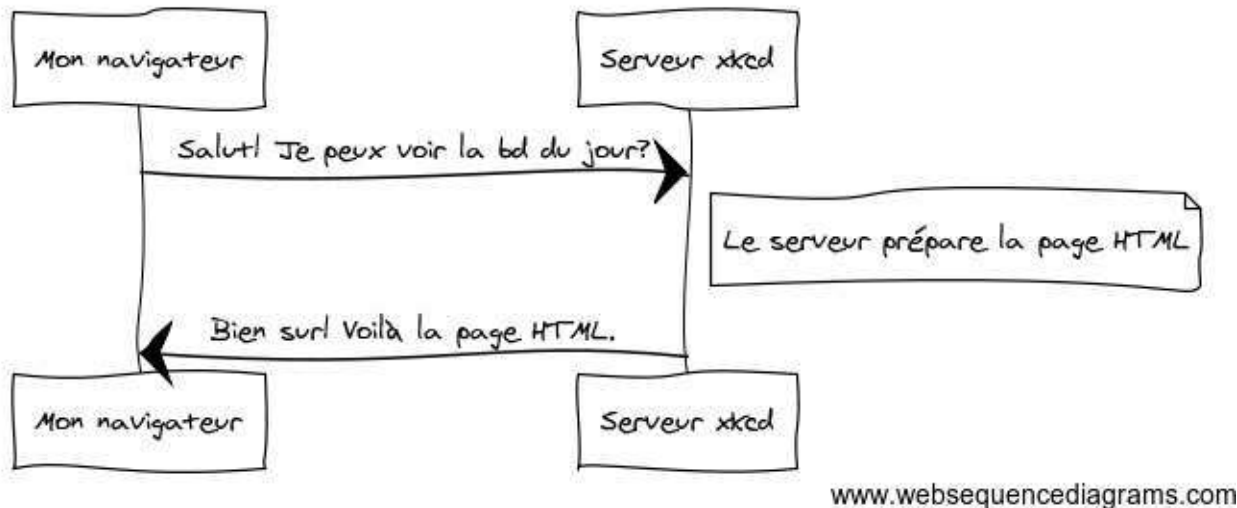 Mon navigateur
Serveur xkcd
Salut! Je peux voir la bd du jour?
Le serveur prépare la page HTML
Bien sur! Voilà la page HTML.
Mon navigateur
Serveur xkcd
www.websequencediagrams.com